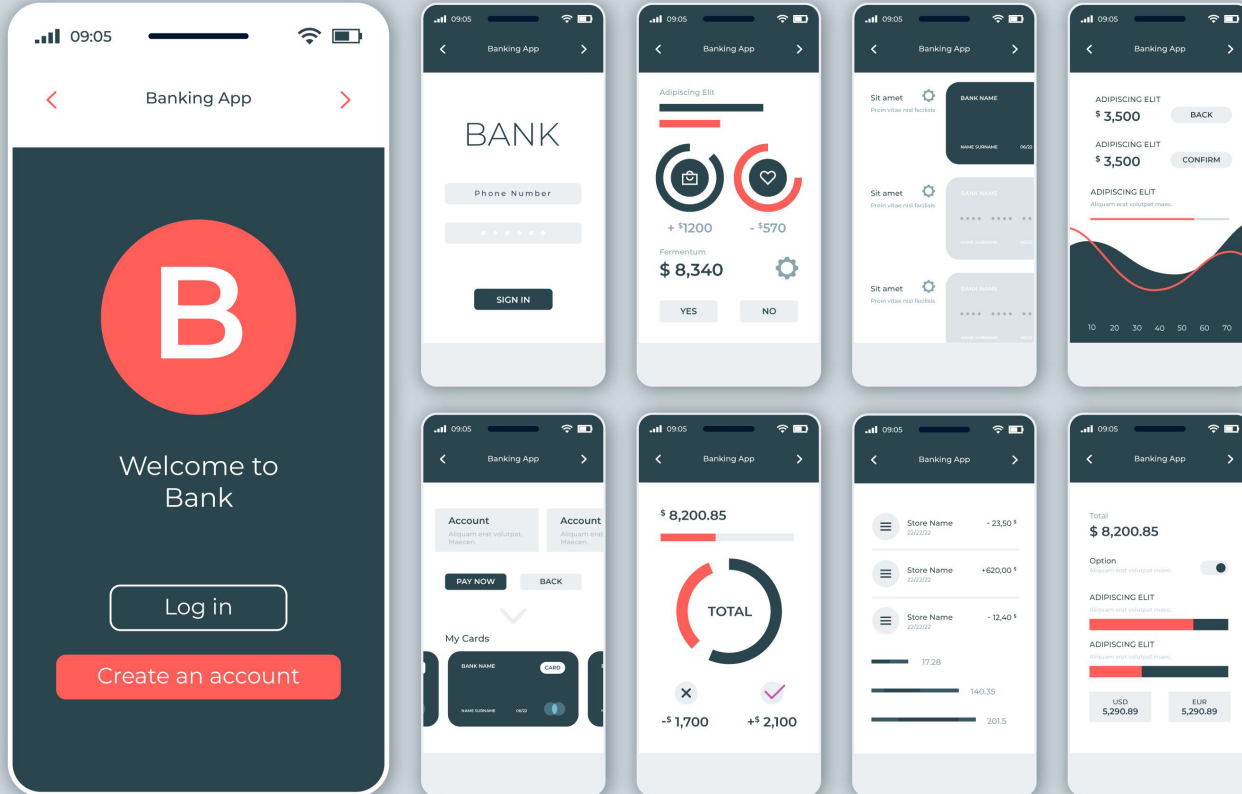 09:05
Banking App
B
Welcome to
Bank
Log in
Create an account
09:05
Banking App
BANK
Phone Number
SIGN IN
09:05
Banking App
Adipiscing Elit
+ $1200
- $570
Fermentum
$ 8,340
YES
NO
09:05
Banking App
Sit amet
Proin vitae nisl facilisis
BANK NAME
NAME SURNAME 06/22
Sit amet
Proin vitae nisl facilisis
BANK NAME
NAME SURNAME 06/22
Sit amet
Proin vitae nisl facilisis
BANK NAME
09:05
Banking App
ADIPISCING ELIT
$ 3,500
BACK
ADIPISCING ELIT
$ 3,500
CONFIRM
ADIPISCING ELIT
Aliquam erat volutpat maec.
10 20 30 40 50 60 70
09:05
Banking App
Account
Aliquam erat volutpat.
Maecen.
Account
Aliquam erat
Maecen.
PAY NOW
BACK
My Cards
BANK NAME
CARD
NAME SURNAME 06/22
09:05
Banking App
$ 8,200.85
TOTAL
-$ 1,700
+$ 2,100
09:05
Banking App
Store Name - 23,50 $
22/22/22
Store Name +620,00 $
22/22/22
Store Name - 12,40 $
22/22/22
17.28
140.35
201.5
09:05
Banking App
Total
$ 8,200.85
Option
Aliquam erat volutpat maec.
ADIPISCING ELIT
Aliquam erat volutpat maec.
ADIPISCING ELIT
Aliquam erat volutpat maec.
USD
5,290.89
EUR
5,290.89